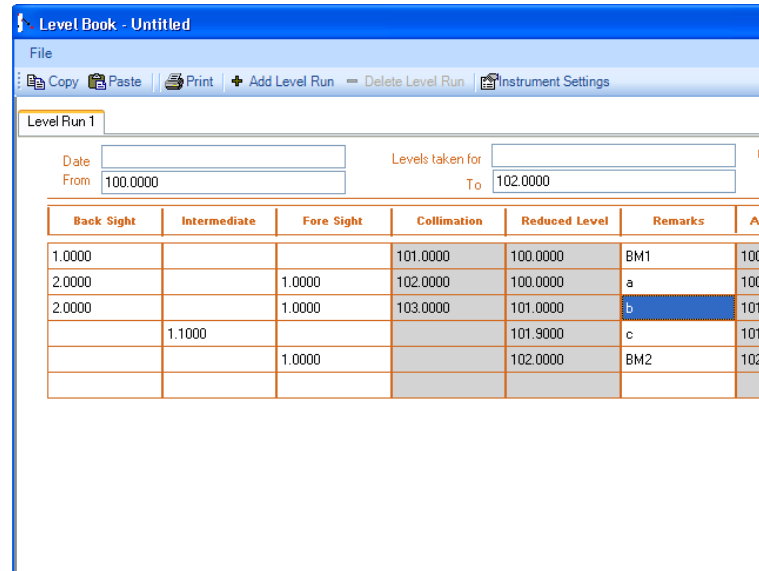 Level Book - Untitled
File
Copy Paste Print Add Level Run Delete Level Run Instrument Settings
Level Run 1
Date Levels taken for
From 100.0000 To 102.0000
Back Sight Intermediate Fore Sight Collimation Reduced Level Remarks
1.0000 101.0000 100.0000 BM1
2.0000 1.0000 102.0000 100.0000 a
2.0000 1.0000 103.0000 101.0000 b
1.1000 101.9000 c
1.0000 102.0000 BM2